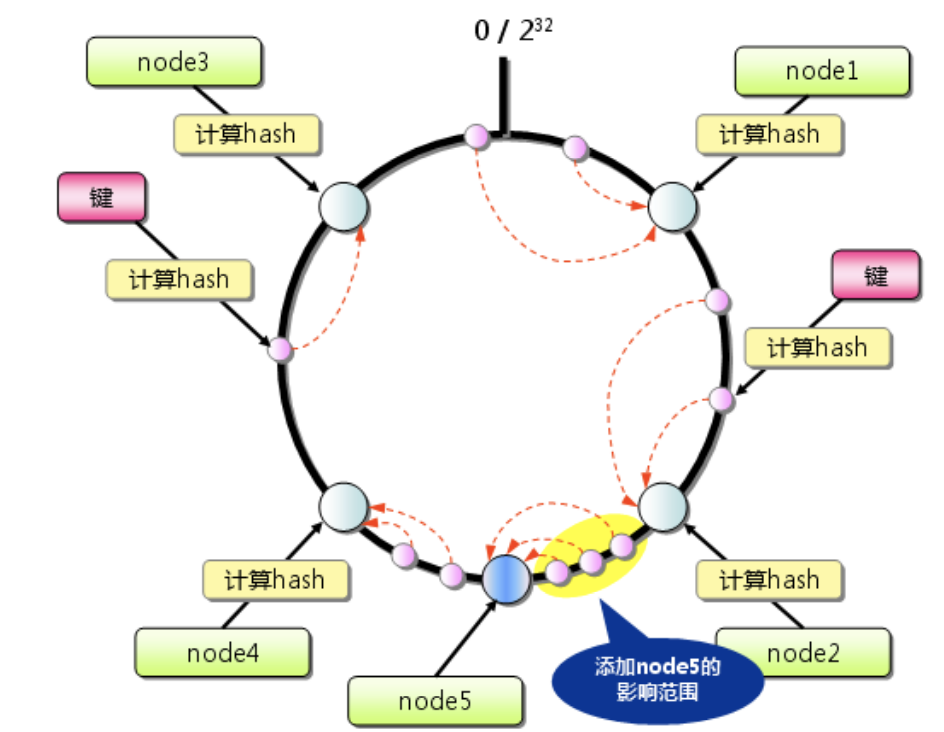 0 / 2³²
node3
node1
计算hash
计算hash
键
键
计算hash
计算hash
计算hash
计算hash
node4
node2
添加node5的
影响范围
node5